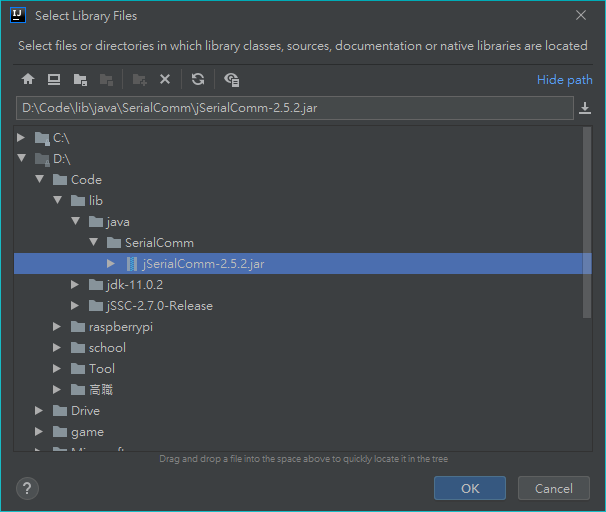 IJ Select Library Files
Select files or directories in which library classes, sources, documentation or native libraries are located
Hide path
D:\Code\lib\java\SerialComm\jSerialComm-2.5.2.jar
C:\
D:\
Code
lib
java
SerialComm
jSerialComm-2.5.2.jar
jdk-11.0.2
jSSC-2.7.0-Release
raspberrypi
school
Tool
高職
Drive
game
Drag and drop a file into the space above to quickly locate it in the tree
? OK Cancel